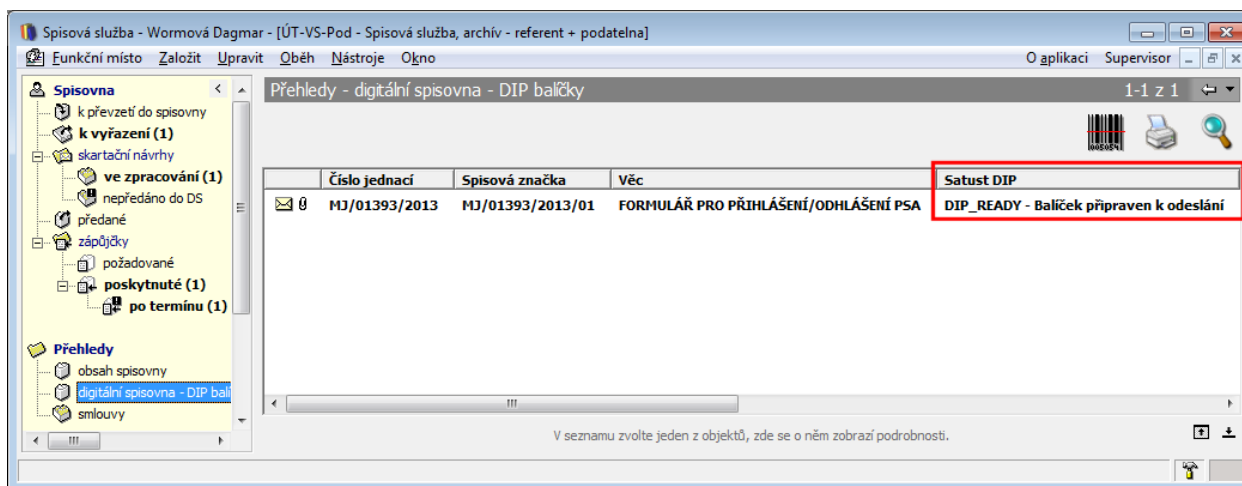 Spisová služba - Wormová Dagmar - [ÚT-VS-Pod - Spisová služba, archív - referent + podatelna]
Funkční místo Založit Upravit Oběh Nástroje Okno O aplikaci Supervisor
Spisovna
k převzetí do spisovny
k vyřazení (1)
skartační návrhy
ve zpracování (1)
nepředáno do DS
předané
zápůjčky
požadované
poskytnuté (1)
po termínu (1)
Přehledy
obsah spisovny
digitální spisovna - DIP balí
smlouvy
Přehledy - digitální spisovna - DIP balíčky 1-1 z 1
Číslo jednací Spisová značka Věc Satust DIP
MJ/01393/2013 MJ/01393/2013/01 FORMULÁŘ PRO PŘIHLÁŠENÍ/ODHLÁŠENÍ PSA DIP_READY - Balíček připraven k odeslání
V seznamu zvolte jeden z objektů, zde se o něm zobrazí podrobnosti.